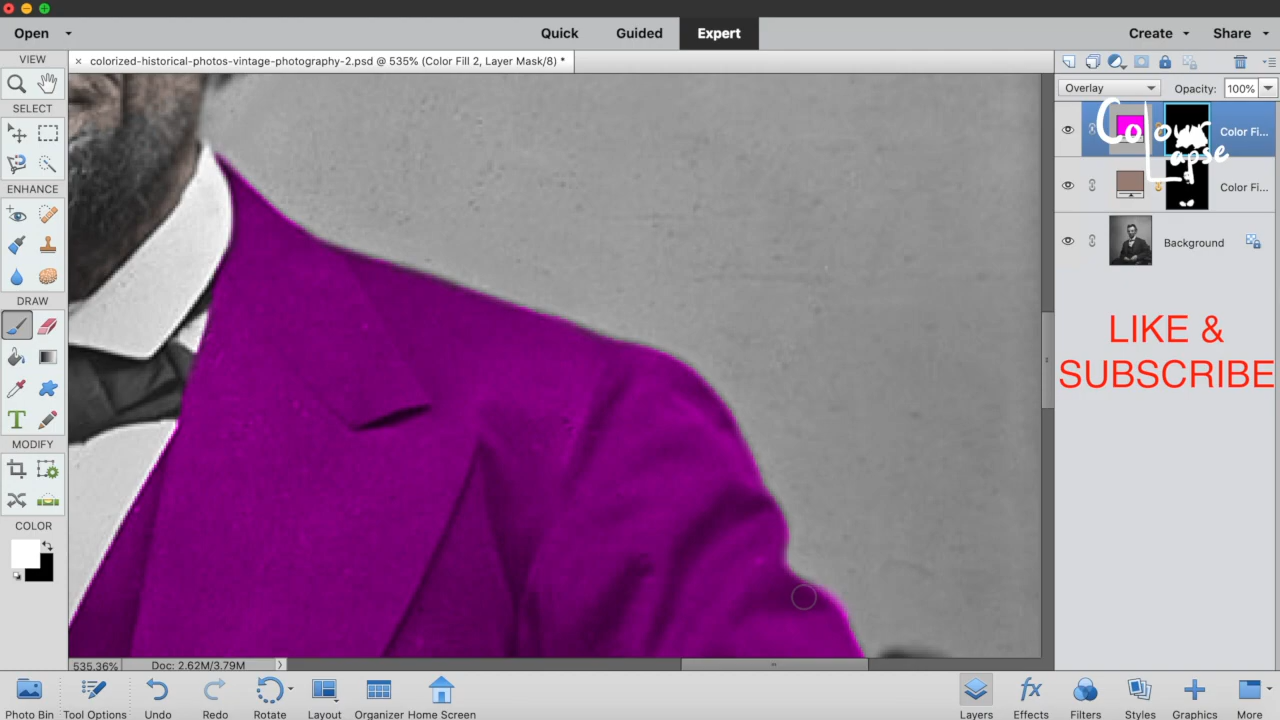 Open
Quick Guided Expert
Create Share
VIEW
× colorized-historical-photos-vintage-photography-2.psd @ 535% (Color Fill 2, Layer Mask/8) *
SELECT
ENHANCE
DRAW
T
MODIFY
COLOR
Overlay Opacity: 100%
Colour
Lapse
Color Fi...
Color Fi...
Background
LIKE &
SUBSCRIBE
535.36% Doc: 2.62M/3.79M
fx
Photo Bin Tool Options Undo Redo Rotate Layout Organizer Home Screen Layers Effects Filters Styles Graphics More